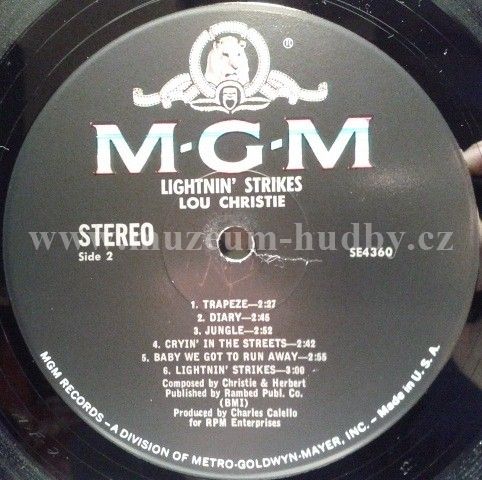 ®
M·G·M
LIGHTNIN' STRIKES
LOU CHRISTIE
www.muzeum-hudby.cz
STEREO
Side 2
SE4360
1. TRAPEZE—2:27
2. DIARY—2:45
3. JUNGLE—2:52
4. CRYIN' IN THE STREETS—2:42
5. BABY WE GOT TO RUN AWAY—2:55
6. LIGHTNIN' STRIKES—3:00
Composed by Christie & Herbert
Published by Rambed Publ. Co.
(BMI)
Produced by Charles Calello
for RPM Enterprises
MGM RECORDS – A DIVISION OF METRO-GOLDWYN-MAYER, INC. – Made in U. S. A.